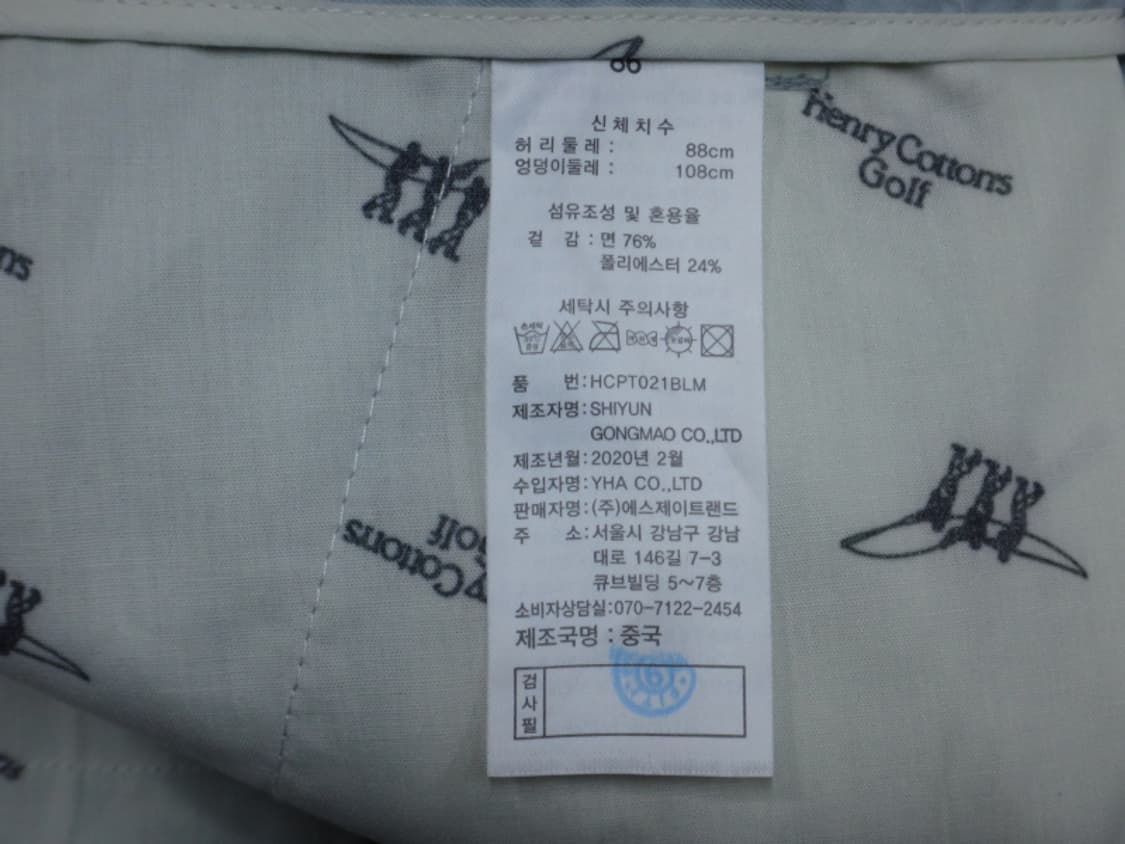 신체치수
허리둘레 : 88cm
엉덩이둘레 : 108cm
섬유조성 및 혼용율
겉 감 : 면 76%
폴리에스터 24%
세탁시 주의사항
손세탁
품 번:HCPT021BLM
제조자명:SHIYUN
GONGMAO CO.,LTD
제조년월:2020년 2월
수입자명:YHA CO.,LTD
판매자명:(주)에스제이트랜드
주 소:서울시 강남구 강남
대로 146길 7-3
큐브빌딩 5~7층
소비자상담실:070-7122-2454
제조국명 : 중국
검사필
6
Henry Cottons
Golf
ns
y Cottons